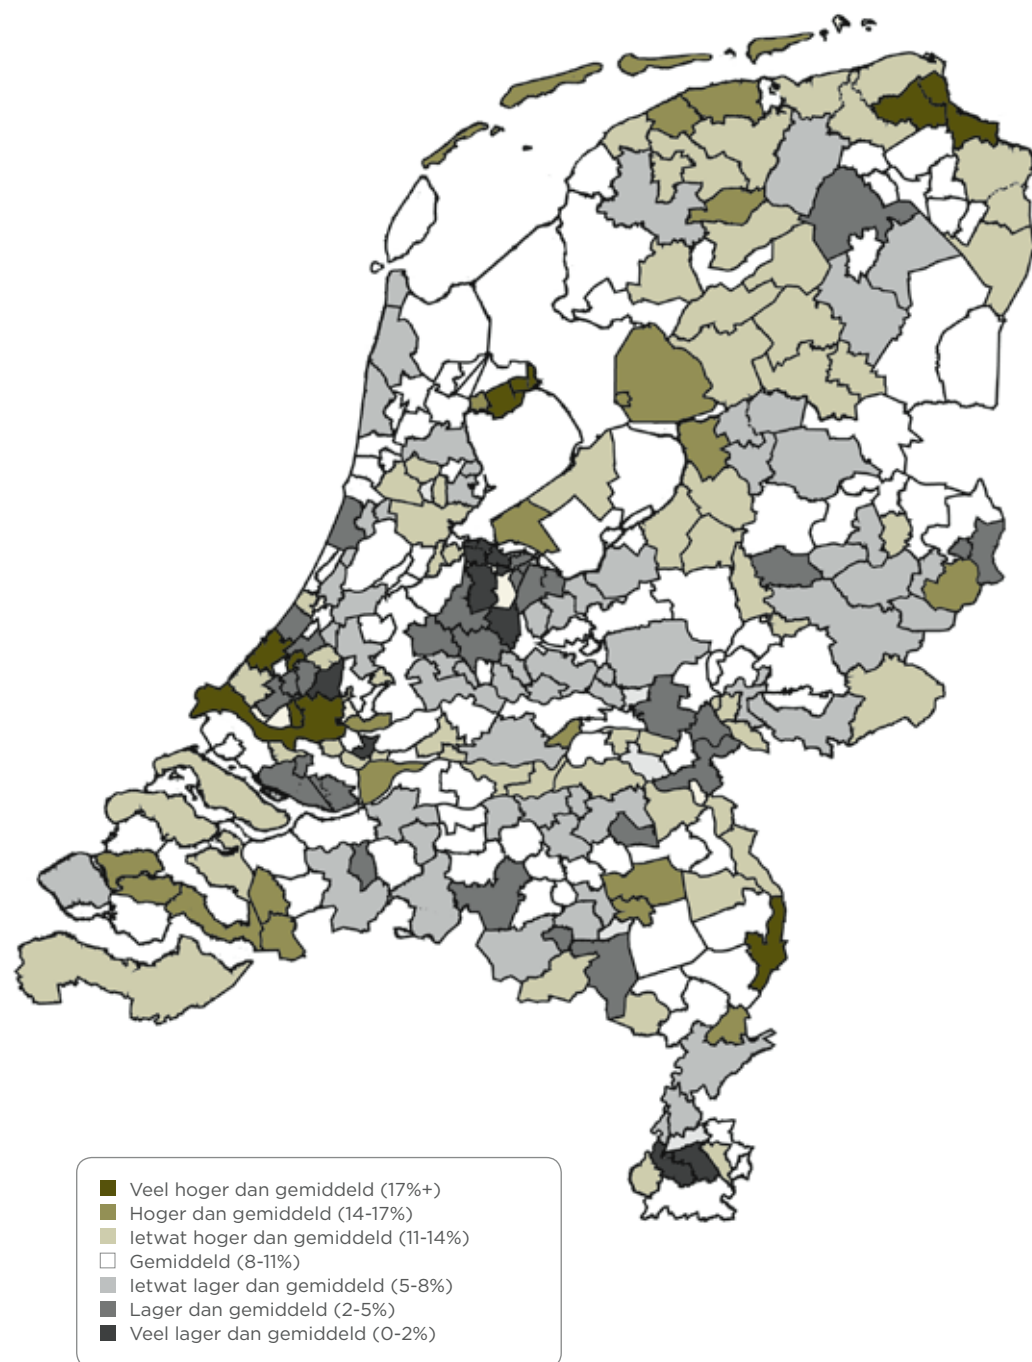 Veel hoger dan gemiddeld (17%+)
Hoger dan gemiddeld (14-17%)
Ietwat hoger dan gemiddeld (11-14%)
Gemiddeld (8-11%)
Ietwat lager dan gemiddeld (5-8%)
Lager dan gemiddeld (2-5%)
Veel lager dan gemiddeld (0-2%)